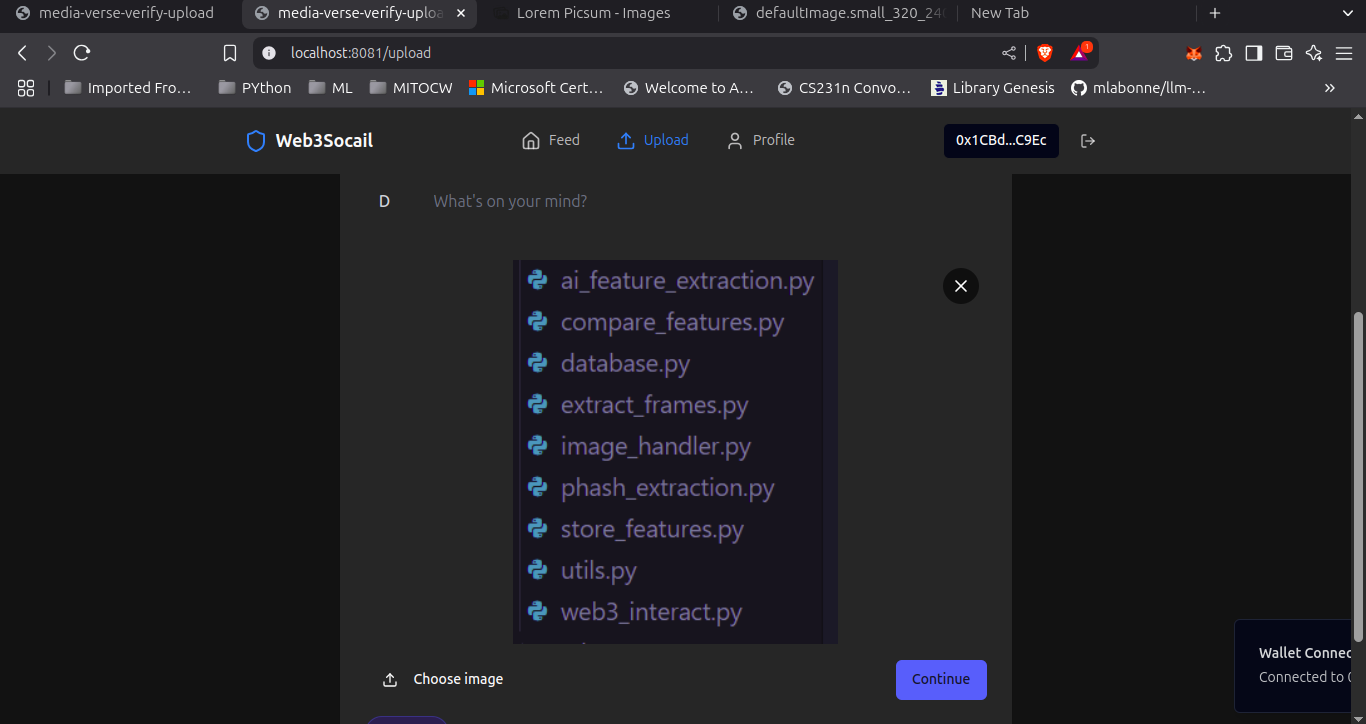 media-verse-verify-upload
media-verse-verify-uplo
Lorem Picsum - Images
defaultImage.small_320_24
New Tab
localhost:8081/upload
1
Imported Fro...
PYthon
ML
MITOCW
Microsoft Cert...
Welcome to A...
CS231n Convo...
Library Genesis
mlabonne/llm-...
Web3Socail
Feed
Upload
Profile
0x1CBd...C9Ec
D
What's on your mind?
ai_feature_extraction.py
compare_features.py
database.py
extract_frames.py
image_handler.py
phash_extraction.py
store_features.py
utils.py
web3_interact.py
Choose image
Continue
Wallet Connec
Connected to